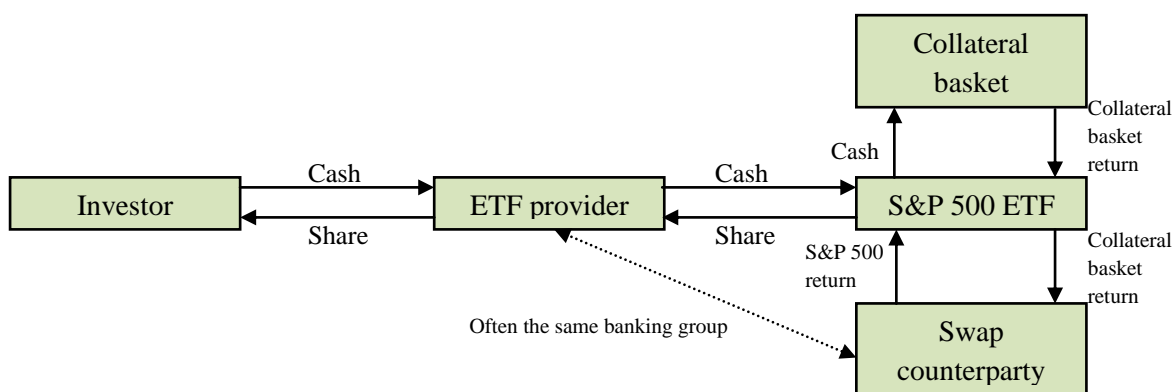 Collateral
basket
Collateral
basket
return
Cash
Cash
Cash
Investor
ETF provider
S&P 500 ETF
Share
Share
S&P 500
return
Collateral
basket
return
Often the same banking group
Swap
counterparty